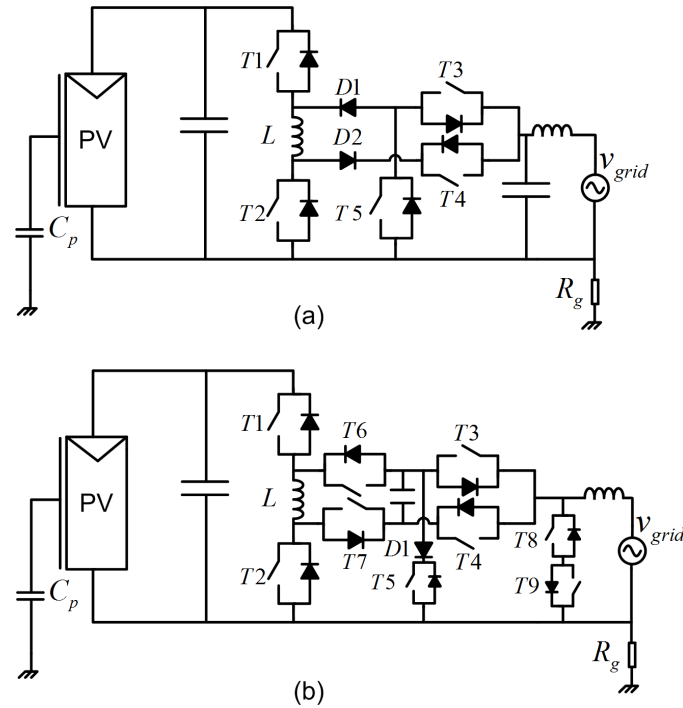 T1
D1
T3
PV
L
D2
v_grid
T2
T5
T4
C_p
R_g
(a)
T1
T6
T3
PV
L
v_grid
T7
D1
T4
T8
T2
T5
T9
C_p
R_g
(b)